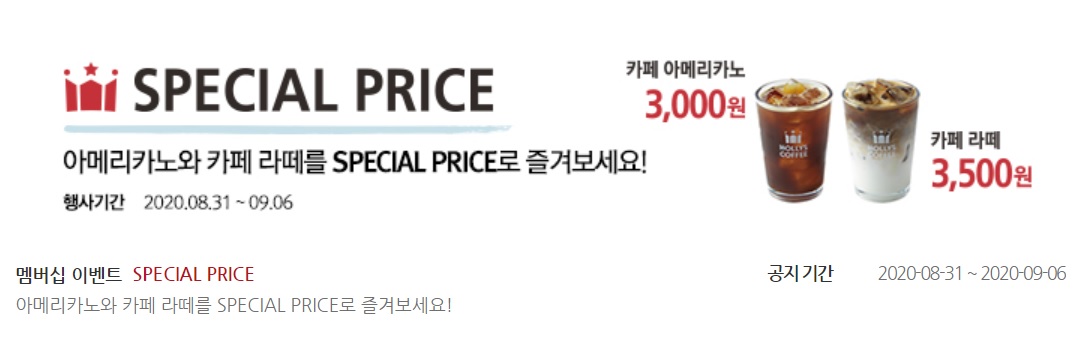 SPECIAL PRICE
아메리카노와 카페 라떼를 SPECIAL PRICE로 즐겨보세요!
행사기간 2020.08.31 ~ 09.06
카페 아메리카노
3,000원
HOLLYS
COFFEE
HOLLYS
COFFEE
카페 라떼
3,500원
멤버십 이벤트 SPECIAL PRICE
아메리카노와 카페 라떼를 SPECIAL PRICE로 즐겨보세요!
공지 기간 2020-08-31 ~ 2020-09-06